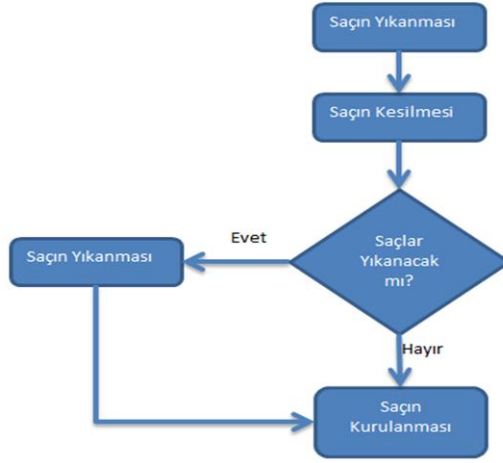 Saçın Yıkanması
Saçın Kesilmesi
Saçlar
Yıkanacak
mı?
Evet
Saçın Yıkanması
Hayır
Saçın
Kurulanması